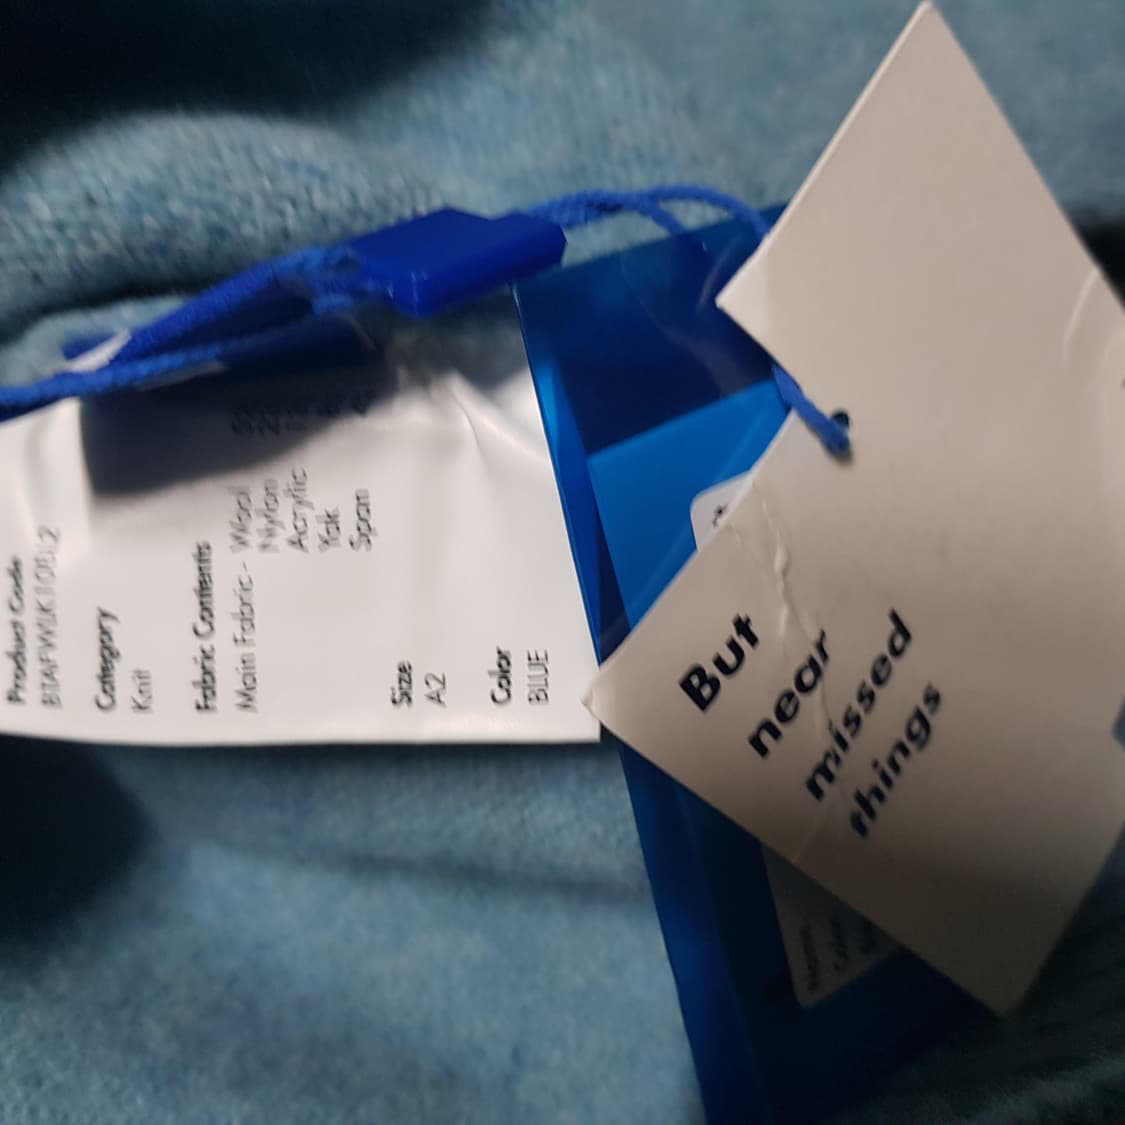 Product Code
Category
Knit
Fabric Contents
Main Fabric - Wool
Nylon
Acrylic
Yak
Span
Size
A2
Color
BLUE
But
near
missed
things